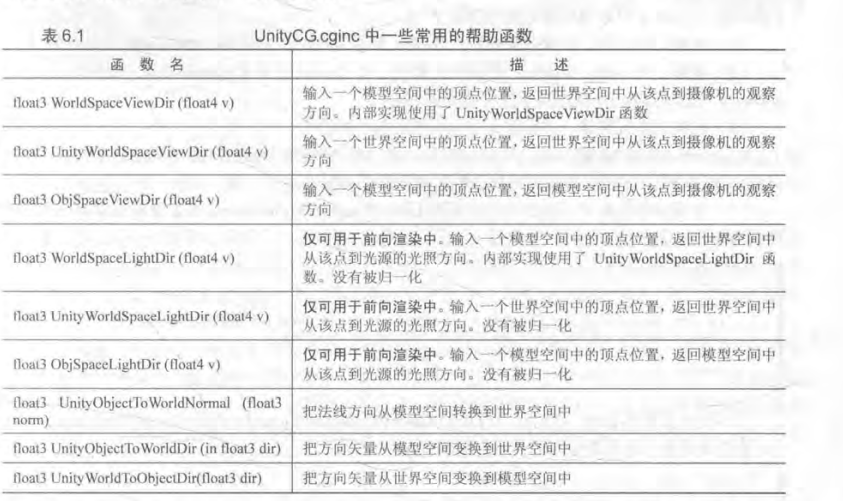 表 6.1 UnityCG.cginc 中一些常用的帮助函数
函 数 名 描 述
float3 WorldSpaceViewDir (float4 v) 输入一个模型空间中的顶点位置,返回世界空间中从该点到摄像机的观察
方向。内部实现使用了 UnityWorldSpaceViewDir 函数
float3 UnityWorldSpaceViewDir (float4 v) 输入一个世界空间中的顶点位置,返回世界空间中从该点到摄像机的观察
方向
float3 ObjSpaceViewDir (float4 v) 输入一个模型空间中的顶点位置,返回模型空间中从该点到摄像机的观察
方向
float3 WorldSpaceLightDir (float4 v) 仅可用于前向渲染中。输入一个模型空间中的顶点位置,返回世界空间中
从该点到光源的光照方向。内部实现使用了 UnityWorldSpaceLightDir 函
数。没有被归一化
float3 UnityWorldSpaceLightDir (float4 v) 仅可用于前向渲染中。输入一个世界空间中的顶点位置,返回世界空间中
从该点到光源的光照方向。没有被归一化
float3 ObjSpaceLightDir (float4 v) 仅可用于前向渲染中。输入一个模型空间中的顶点位置,返回模型空间中
从该点到光源的光照方向。没有被归一化
float3 UnityObjectToWorldNormal (float3
norm) 把法线方向从模型空间转换到世界空间中
float3 UnityObjectToWorldDir (in float3 dir) 把方向矢量从模型空间变换到世界空间中
float3 UnityWorldToObjectDir(float3 dir) 把方向矢量从世界空间变换到模型空间中